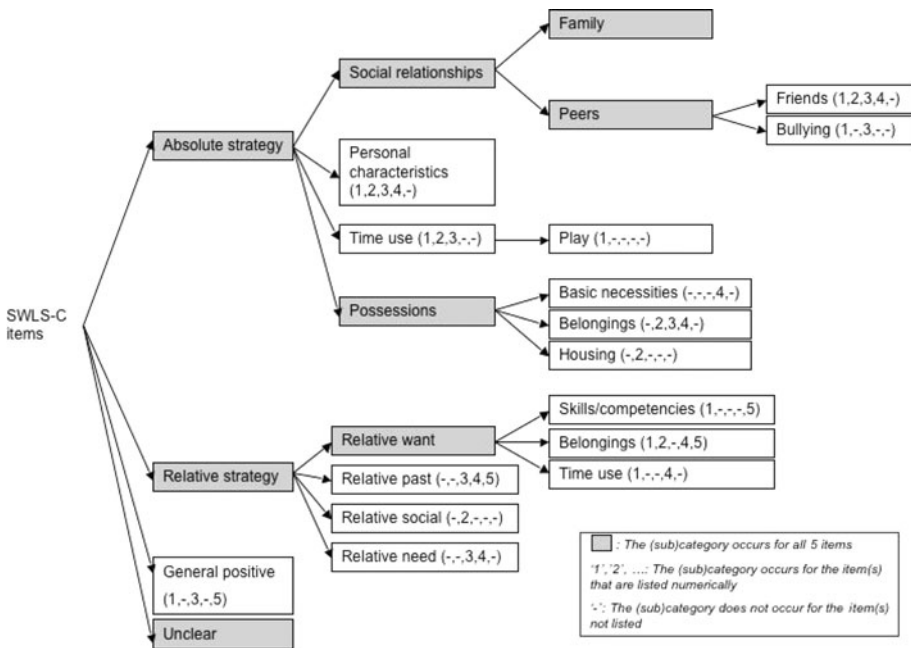 Family
Social relationships
Friends (1,2,3,4,-)
Peers
Bullying (1,-,3,-,-)
Absolute strategy
Personal
characteristics
(1,2,3,4,-)
Time use (1,2,3,-,-)
Play (1,-,-,-,-)
Basic necessities (-,-,-,4,-)
Possessions
Belongings (-,2,3,4,-)
Housing (-,2,-,-,-)
SWLS-C
items
Skills/competencies (1,-,-,-,5)
Relative want
Belongings (1,2,-,4,5)
Relative strategy
Relative past (-,-,3,4,5)
Time use (1,-,-,4,-)
Relative social (-,2,-,-,-)
Relative need (-,-,3,4,-)
General positive
(1,-,3,-,5)
Unclear
: The (sub)category occurs for all 5 items
'1','2', …: The (sub)category occurs for the item(s)
that are listed numerically
'-': The (sub)category does not occur for the item(s)
not listed